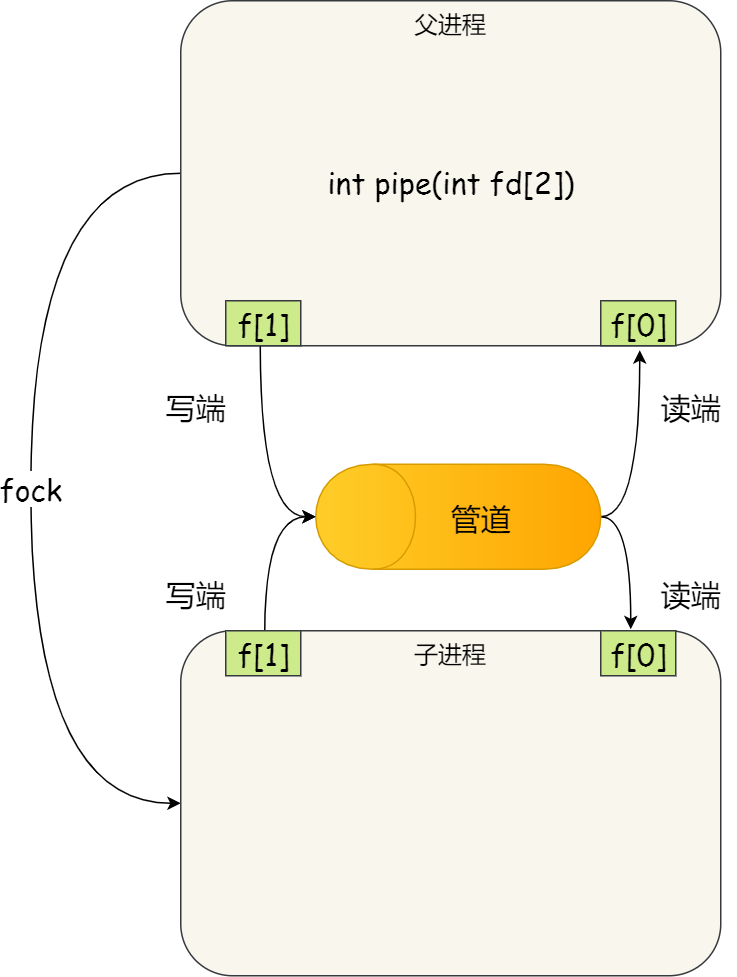 父进程
int pipe(int fd[2])
f[1]
f[0]
写端
读端
fock
管道
写端
读端
f[1]
子进程
f[0]